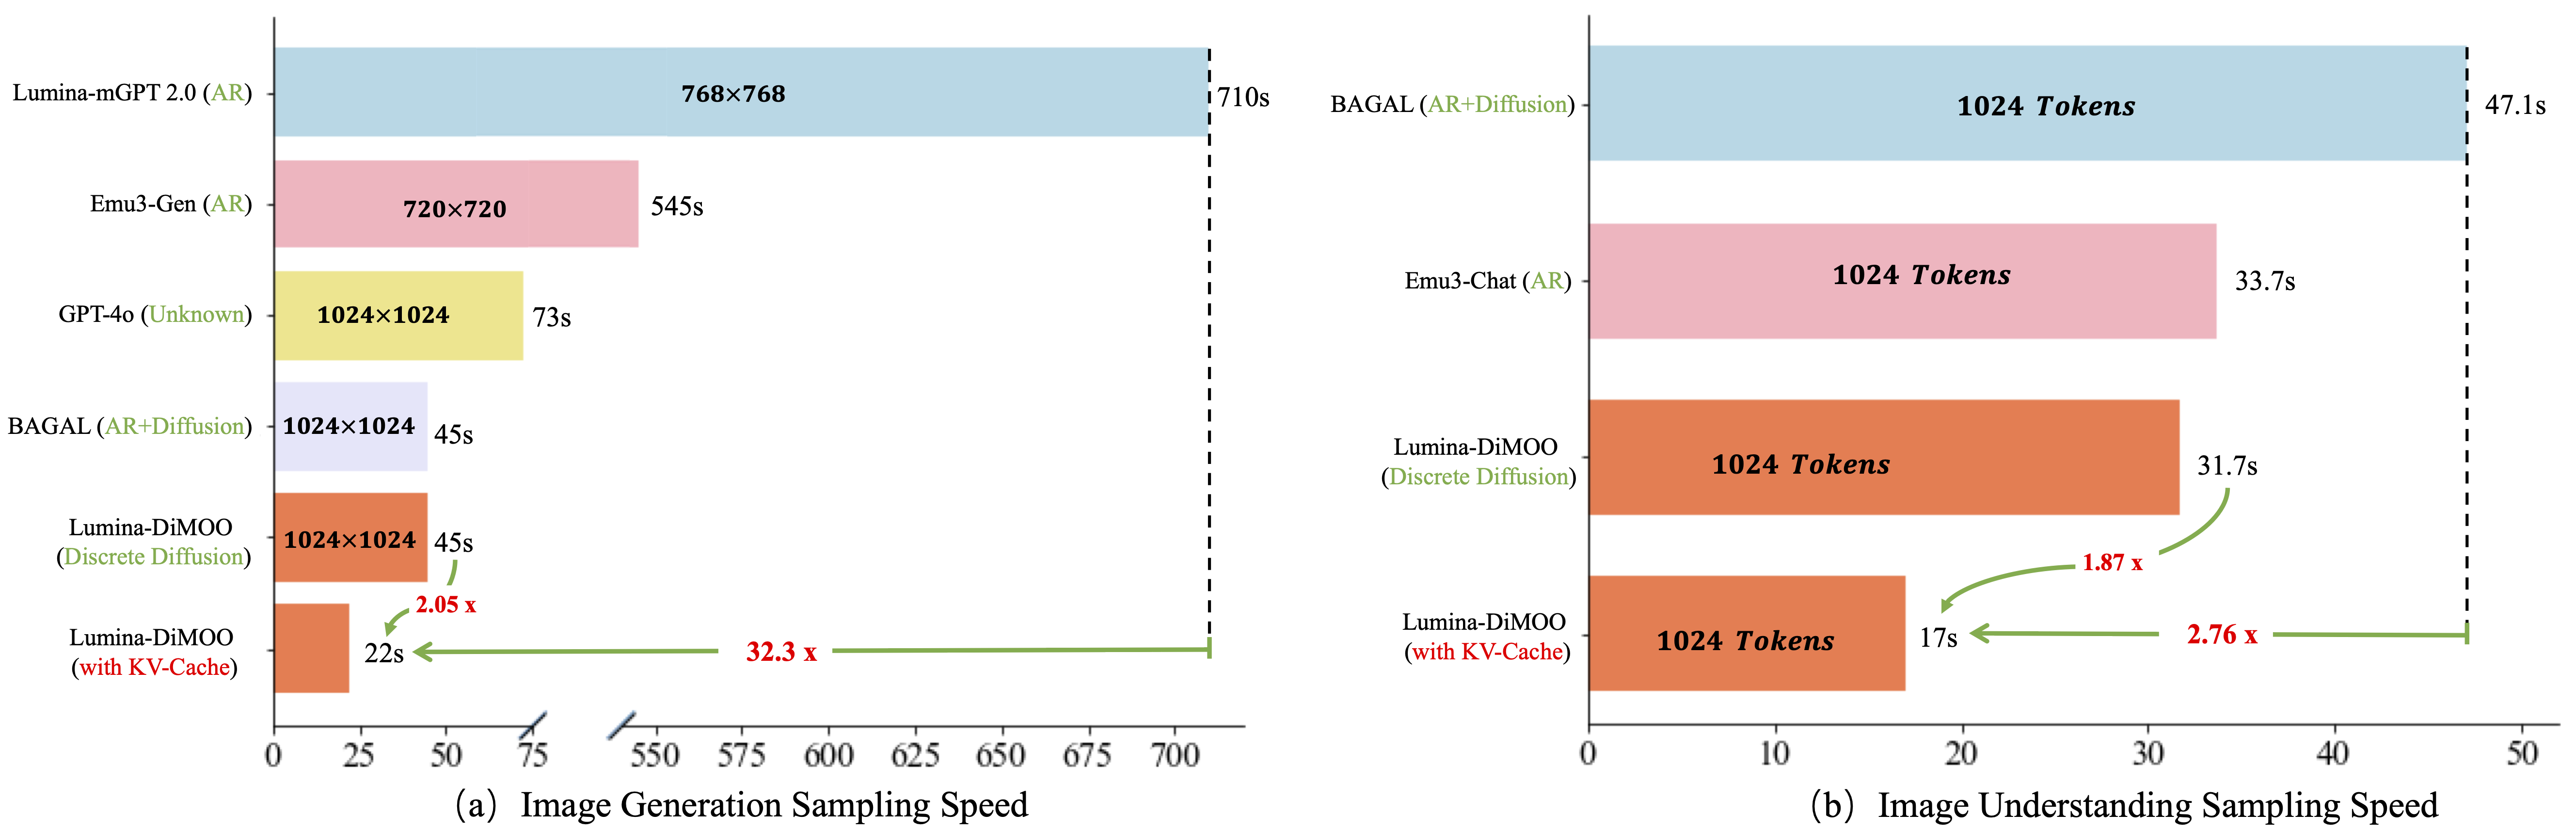 Lumina-mGPT 2.0 (AR)
768×768
710s
Emu3-Gen (AR)
720×720
545s
GPT-4o (Unknown)
1024×1024
73s
BAGAL (AR+Diffusion)
1024×1024
45s
Lumina-DiMOO
(Discrete Diffusion)
1024×1024
45s
2.05 x
Lumina-DiMOO
(with KV-Cache)
22s
32.3 x
0 25 50 75 550 575 600 625 650 675 700
(a) Image Generation Sampling Speed
BAGAL (AR+Diffusion)
1024 Tokens
47.1s
Emu3-Chat (AR)
1024 Tokens
33.7s
Lumina-DiMOO
(Discrete Diffusion)
1024 Tokens
31.7s
1.87 x
Lumina-DiMOO
(with KV-Cache)
1024 Tokens
17s
2.76 x
0 10 20 30 40 50
(b) Image Understanding Sampling Speed